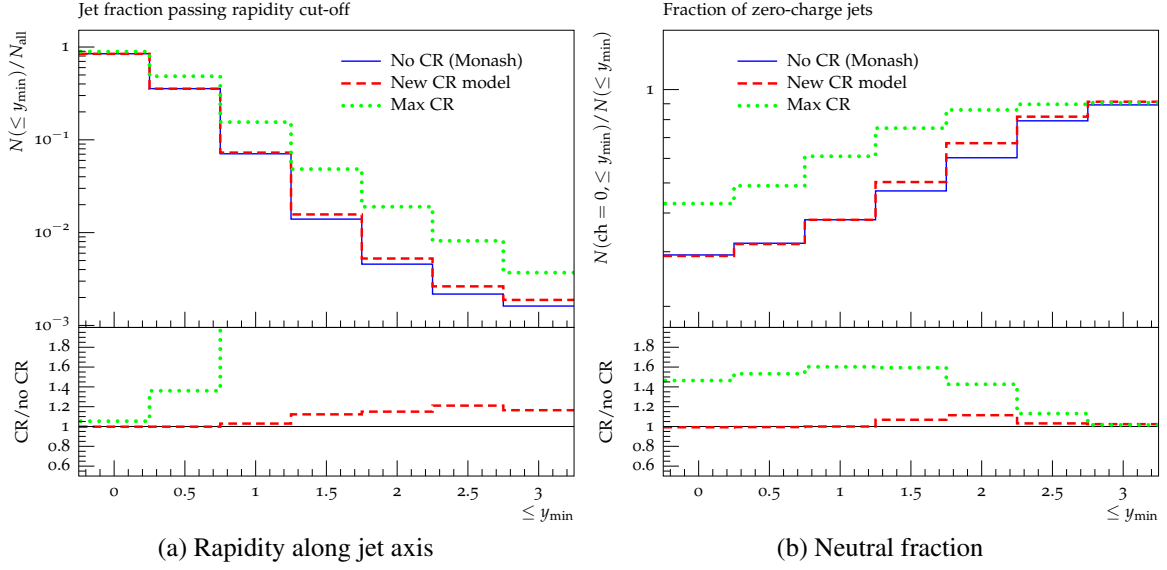 Jet fraction passing rapidity cut-off
N(≤ y_min)/N_all
1
10^−1
10^−2
10^−3
No CR (Monash)
New CR model
Max CR
CR/no CR
1.8
1.6
1.4
1.2
1
0.8
0.6
0 0.5 1 1.5 2 2.5 3
≤ y_min
(a) Rapidity along jet axis
Fraction of zero-charge jets
N(ch = 0, ≤ y_min)/N(≤ y_min)
1
No CR (Monash)
New CR model
Max CR
CR/no CR
1.8
1.6
1.4
1.2
1
0.8
0.6
0 0.5 1 1.5 2 2.5 3
≤ y_min
(b) Neutral fraction